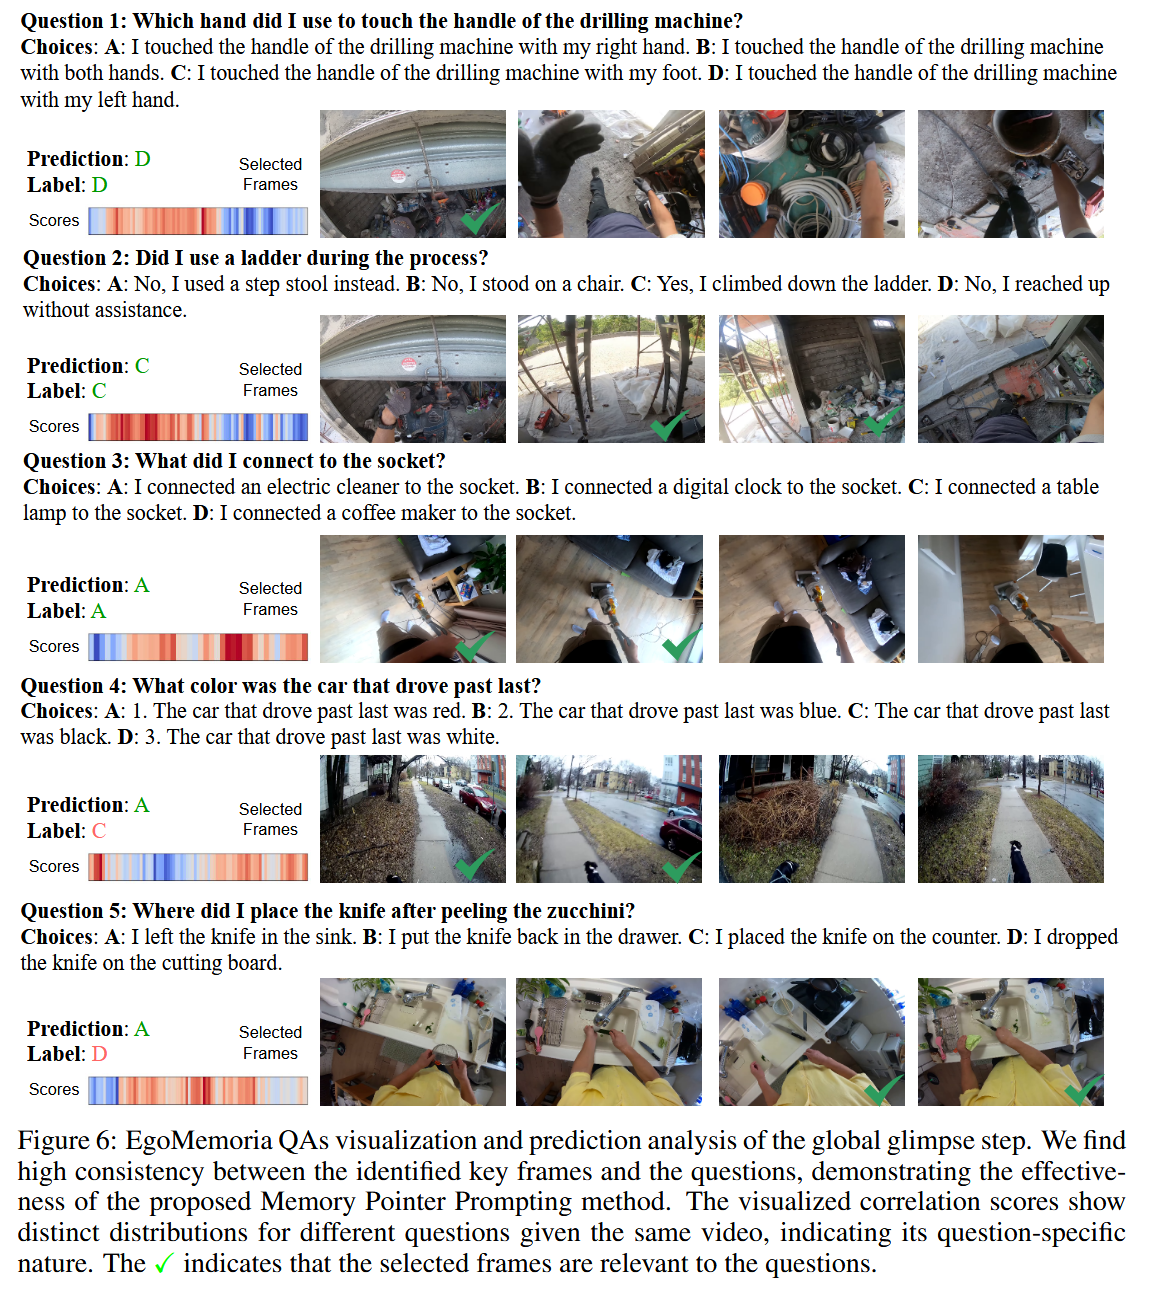 Question 1: Which hand did I use to touch the handle of the drilling machine?
Choices: A: I touched the handle of the drilling machine with my right hand. B: I touched the handle of the drilling machine
with both hands. C: I touched the handle of the drilling machine with my foot. D: I touched the handle of the drilling machine
with my left hand.
Prediction: D
Label: D
Selected
Frames
Scores
Question 2: Did I use a ladder during the process?
Choices: A: No, I used a step stool instead. B: No, I stood on a chair. C: Yes, I climbed down the ladder. D: No, I reached up
without assistance.
Prediction: C
Label: C
Selected
Frames
Scores
Question 3: What did I connect to the socket?
Choices: A: I connected an electric cleaner to the socket. B: I connected a digital clock to the socket. C: I connected a table
lamp to the socket. D: I connected a coffee maker to the socket.
Prediction: A
Label: A
Selected
Frames
Scores
Question 4: What color was the car that drove past last?
Choices: A: 1. The car that drove past last was red. B: 2. The car that drove past last was blue. C: The car that drove past last
was black. D: 3. The car that drove past last was white.
Prediction: A
Label: C
Selected
Frames
Scores
Question 5: Where did I place the knife after peeling the zucchini?
Choices: A: I left the knife in the sink. B: I put the knife back in the drawer. C: I placed the knife on the counter. D: I dropped
the knife on the cutting board.
Prediction: A
Label: D
Selected
Frames
Scores
Figure 6: EgoMemoria QAs visualization and prediction analysis of the global glimpse step. We find
high consistency between the identified key frames and the questions, demonstrating the effective-
ness of the proposed Memory Pointer Prompting method. The visualized correlation scores show
distinct distributions for different questions given the same video, indicating its question-specific
nature. The ✓ indicates that the selected frames are relevant to the questions.